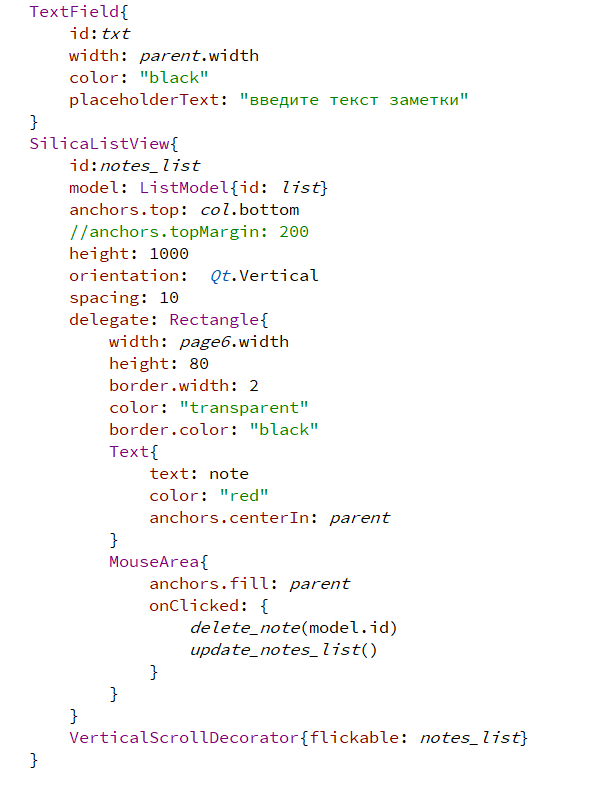 TextField{
    id:txt
    width: parent.width
    color: "black"
    placeholderText: "введите текст заметки"
}
SilicaListView{
    id:notes_list
    model: ListModel{id: list}
    anchors.top: col.bottom
    //anchors.topMargin: 200
    height: 1000
    orientation:  Qt.Vertical
    spacing: 10
    delegate: Rectangle{
        width: page6.width
        height: 80
        border.width: 2
        color: "transparent"
        border.color: "black"
        Text{
            text: note
            color: "red"
            anchors.centerIn: parent
        }
        MouseArea{
            anchors.fill: parent
            onClicked: {
                delete_note(model.id)
                update_notes_list()
            }
        }
    }
    VerticalScrollDecorator{flickable: notes_list}
}